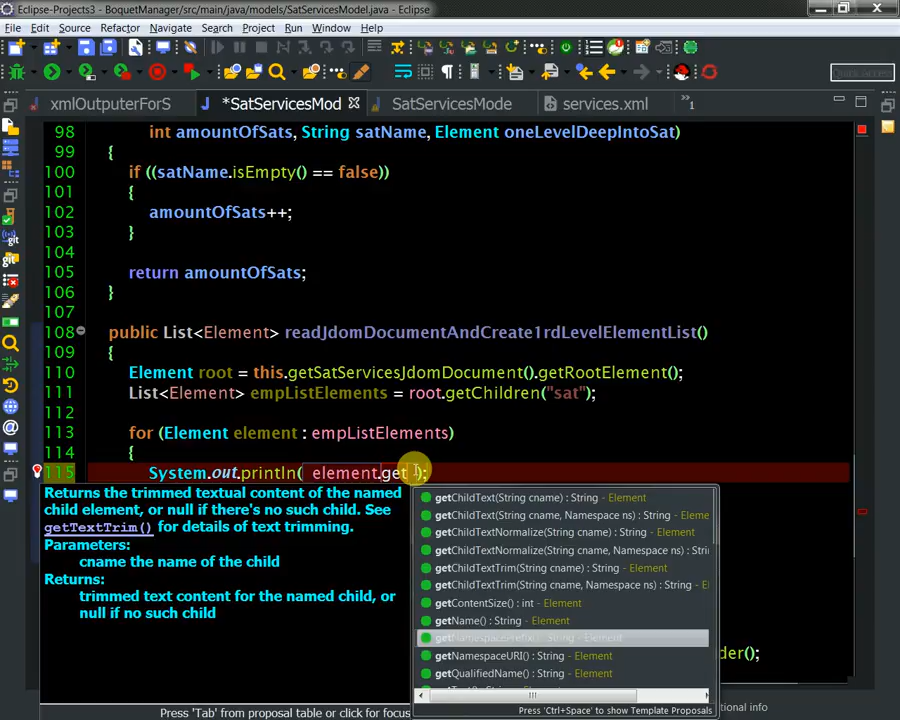 Eclipse-Projects3 - BoquetManager/src/main/java/models/SatServicesModel.java - Eclipse
File Edit Source Refactor Navigate Search Project Run Window Help
Quick Access
xmlOutputerForS *SatServicesMod SatServicesMode services.xml 1
98 int amountOfSats, String satName, Element oneLevelDeepIntoSat)
99 {
100 if ((satName.isEmpty() == false))
101 {
102 amountOfSats++;
103 }
104
105 return amountOfSats;
106 }
107
108 public List<Element> readJdomDocumentAndCreate1rdLevelElementList()
109 {
110 Element root = this.getSatServicesJdomDocument().getRootElement();
111 List<Element> empListElements = root.getChildren("sat");
112
113 for (Element element : empListElements)
114 {
115 System.out.println( element.get );
Returns the trimmed textual content of the named
child element, or null if there's no such child. See
getTextTrim() for details of text trimming.
Parameters:
cname the name of the child
Returns:
trimmed text content for the named child, or
null if no such child
getChildText(String cname) : String - Element
getChildText(String cname, Namespace ns) : String - Eleme
getChildTextNormalize(String cname) : String - Element
getChildTextNormalize(String cname, Namespace ns) : Stri
getChildTextTrim(String cname) : String - Element
getChildTextTrim(String cname, Namespace ns) : String - E
getContentSize() : int - Element
getName() : String - Element
getNamespacePrefix() : String - Element
getNamespaceURI() : String - Element
getQualifiedName() : String - Element
der();
Press 'Tab' from proposal table or click for focus
Press 'Ctrl+Space' to show Template Proposals
tional info